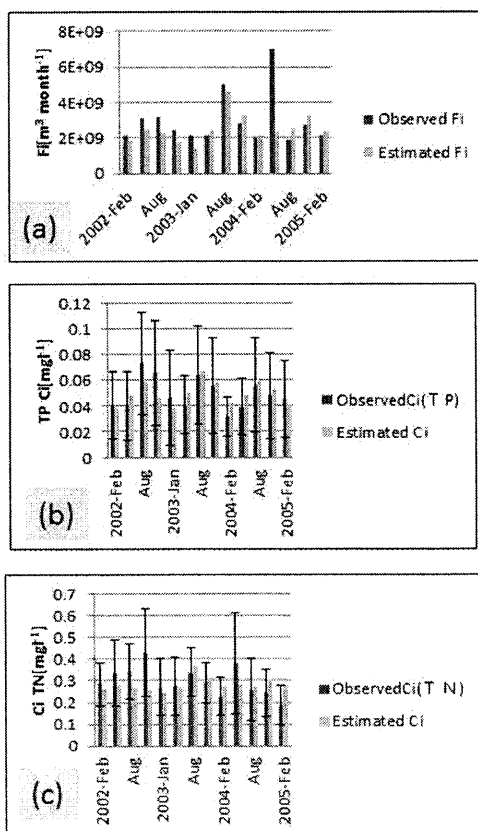 8E+09
6E+09
4E+09
2E+09
0
Fi[m³ month⁻¹]
Observed Fi
Estimated Fi
2002-Feb
Aug
2003-Jan
Aug
2004-Feb
Aug
2005-Feb
(a)
0.12
0.1
0.08
0.06
0.04
0.02
0
TP Ci[mgl⁻¹]
ObservedCi(T P)
Estimated Ci
2002-Feb
Aug
2003-Jan
Aug
2004-Feb
Aug
2005-Feb
(b)
0.7
0.6
0.5
0.4
0.3
0.2
0.1
0
Ci TN[mgl⁻¹]
ObservedCi(T N)
Estimated Ci
2002-Feb
Aug
2003-Jan
Aug
2004-Feb
Aug
2005-Feb
(c)